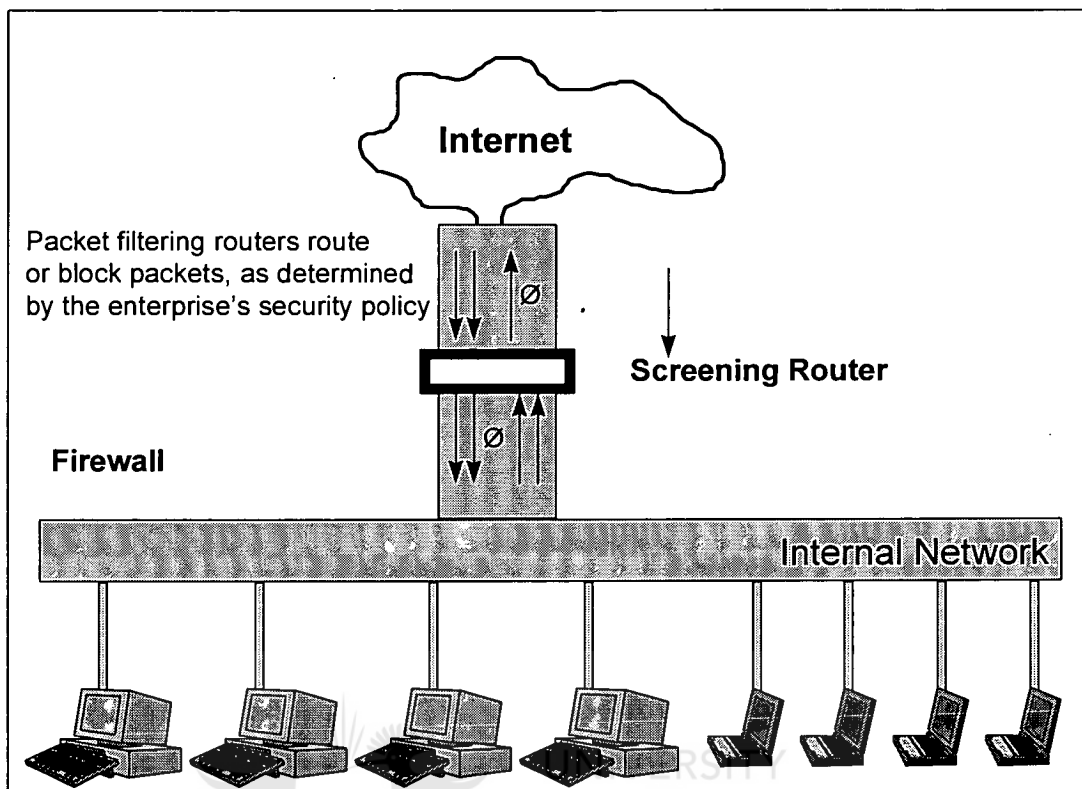 Internet
Packet filtering routers route
or block packets, as determined
by the enterprise's security policy
Ø
Screening Router
Ø
Firewall
Internal Network
UNIVERSITY